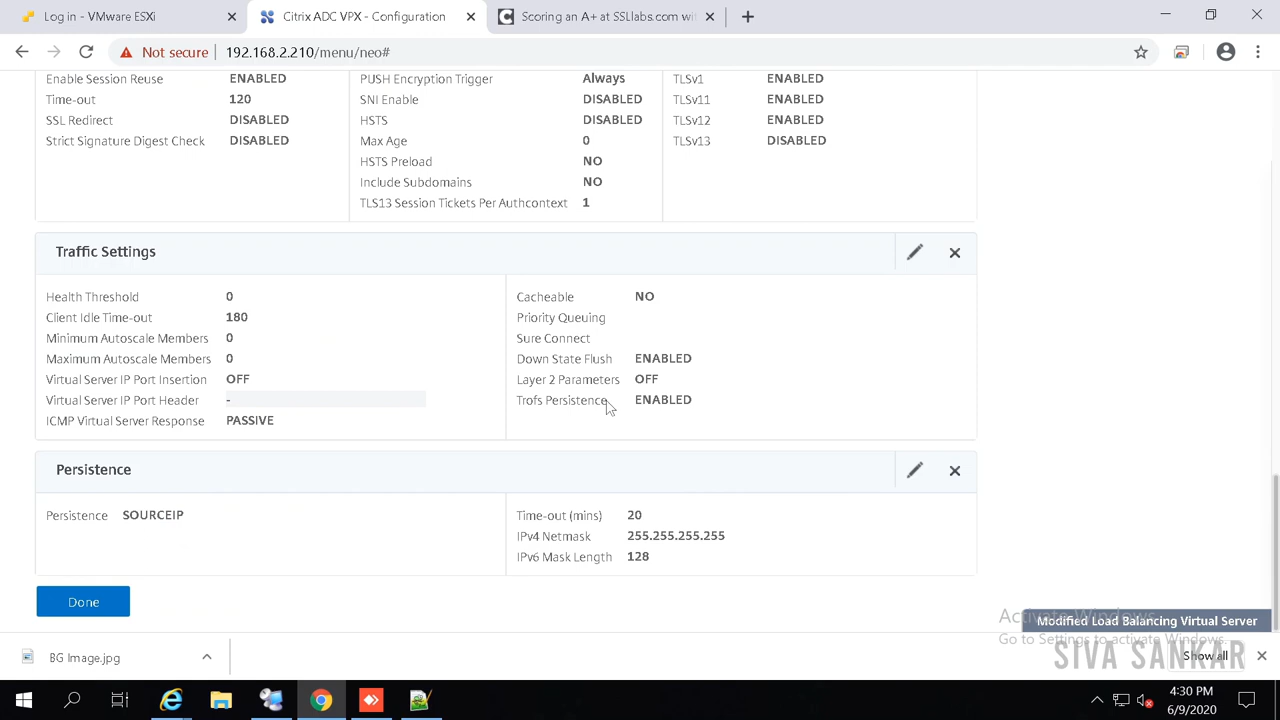 Log in - VMware ESXi
Citrix ADC VPX - Configuration
Scoring an A+ at SSLlabs.com wi
Not secure
192.168.2.210/menu/neo#
Enable Session Reuse ENABLED
Time-out 120
SSL Redirect DISABLED
Strict Signature Digest Check DISABLED
PUSH Encryption Trigger Always
SNI Enable DISABLED
HSTS DISABLED
Max Age 0
HSTS Preload NO
Include Subdomains NO
TLS13 Session Tickets Per Authcontext 1
TLSv1 ENABLED
TLSv11 ENABLED
TLSv12 ENABLED
TLSv13 DISABLED
Traffic Settings
Health Threshold 0
Client Idle Time-out 180
Minimum Autoscale Members 0
Maximum Autoscale Members 0
Virtual Server IP Port Insertion OFF
Virtual Server IP Port Header -
ICMP Virtual Server Response PASSIVE
Cacheable NO
Priority Queuing
Sure Connect
Down State Flush ENABLED
Layer 2 Parameters OFF
Trofs Persistence ENABLED
Persistence
Persistence SOURCEIP
Time-out (mins) 20
IPv4 Netmask 255.255.255.255
IPv6 Mask Length 128
Done
Activate Windows
Modified Load Balancing Virtual Server
Go to Settings to activate Windows.
BG Image.jpg
Show all
SIVA SANKAR
4:30 PM
6/9/2020